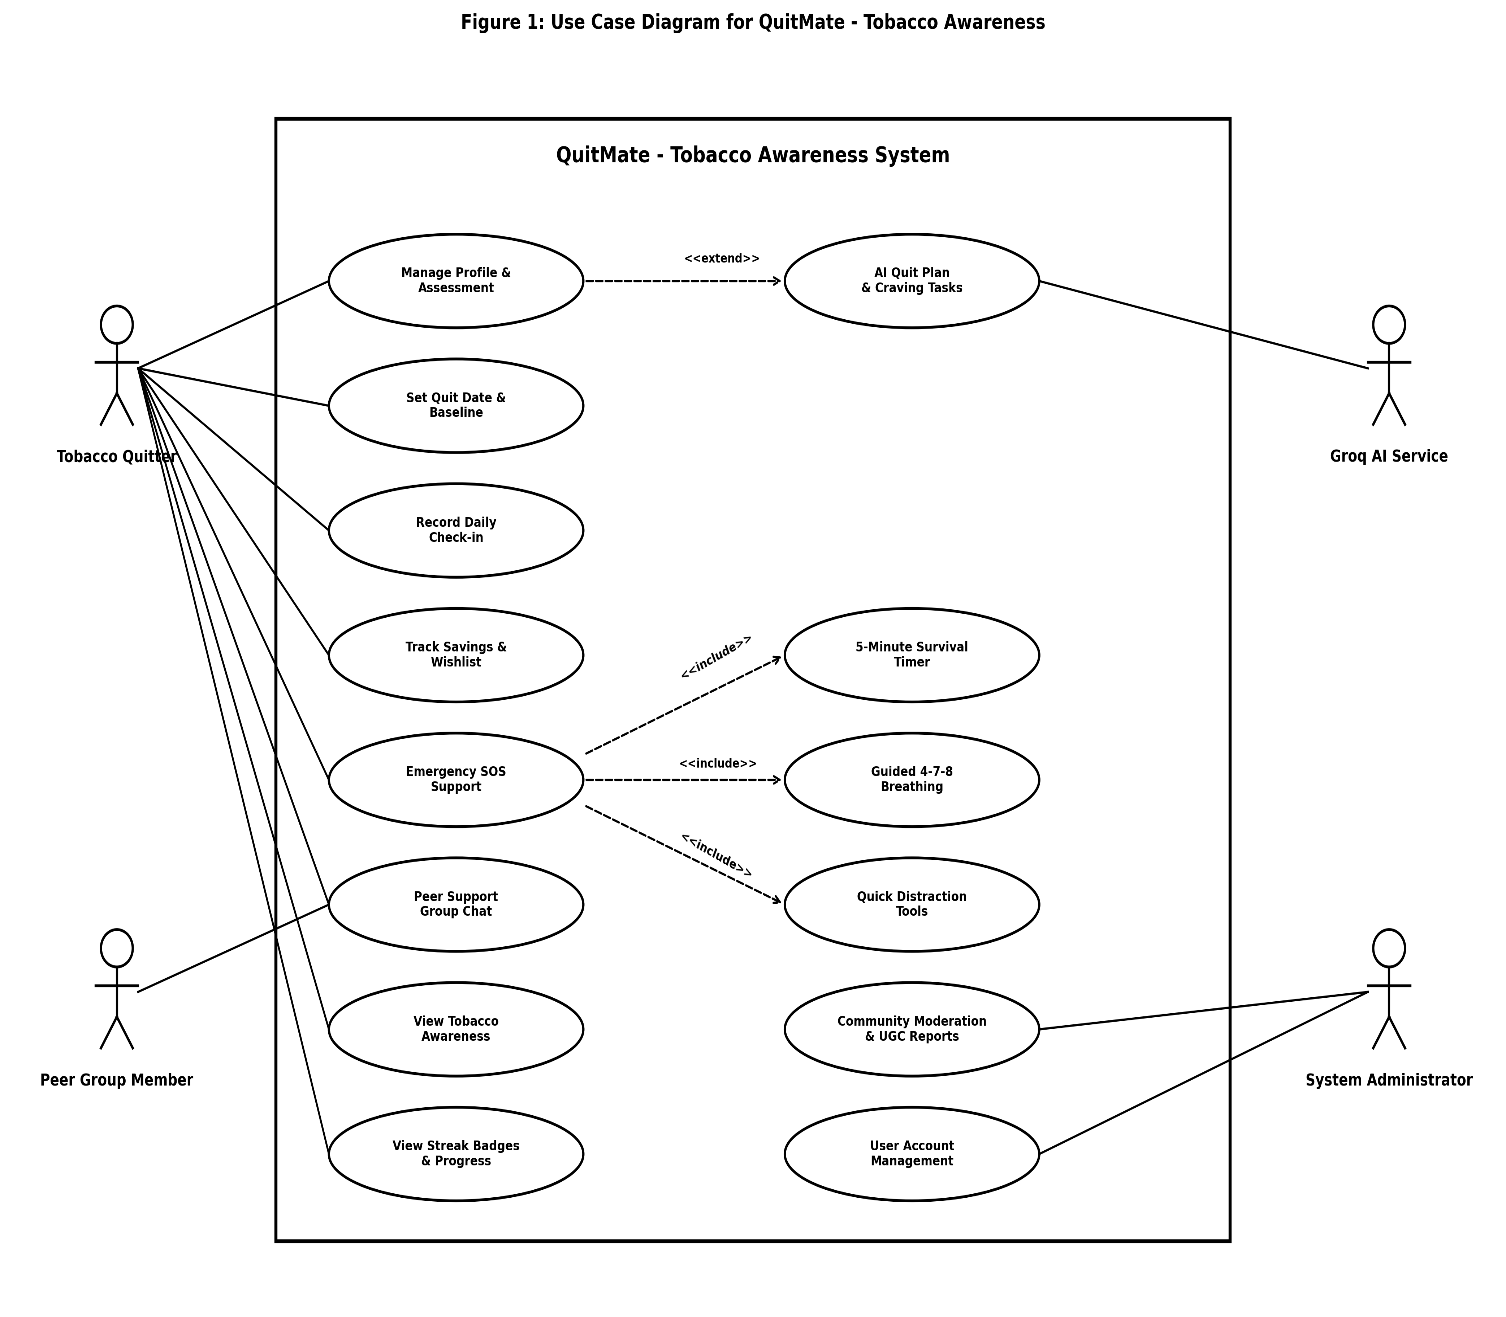 Figure 1: Use Case Diagram for QuitMate - Tobacco Awareness
QuitMate - Tobacco Awareness System
Manage Profile &
Assessment
<<extend>>
AI Quit Plan
& Craving Tasks
Set Quit Date &
Baseline
Tobacco Quitter
Groq AI Service
Record Daily
Check-in
Track Savings &
Wishlist
<<include>>
5-Minute Survival
Timer
Emergency SOS
Support
<<include>>
Guided 4-7-8
Breathing
<<include>>
Peer Support
Group Chat
Quick Distraction
Tools
View Tobacco
Awareness
Community Moderation
& UGC Reports
Peer Group Member
System Administrator
View Streak Badges
& Progress
User Account
Management